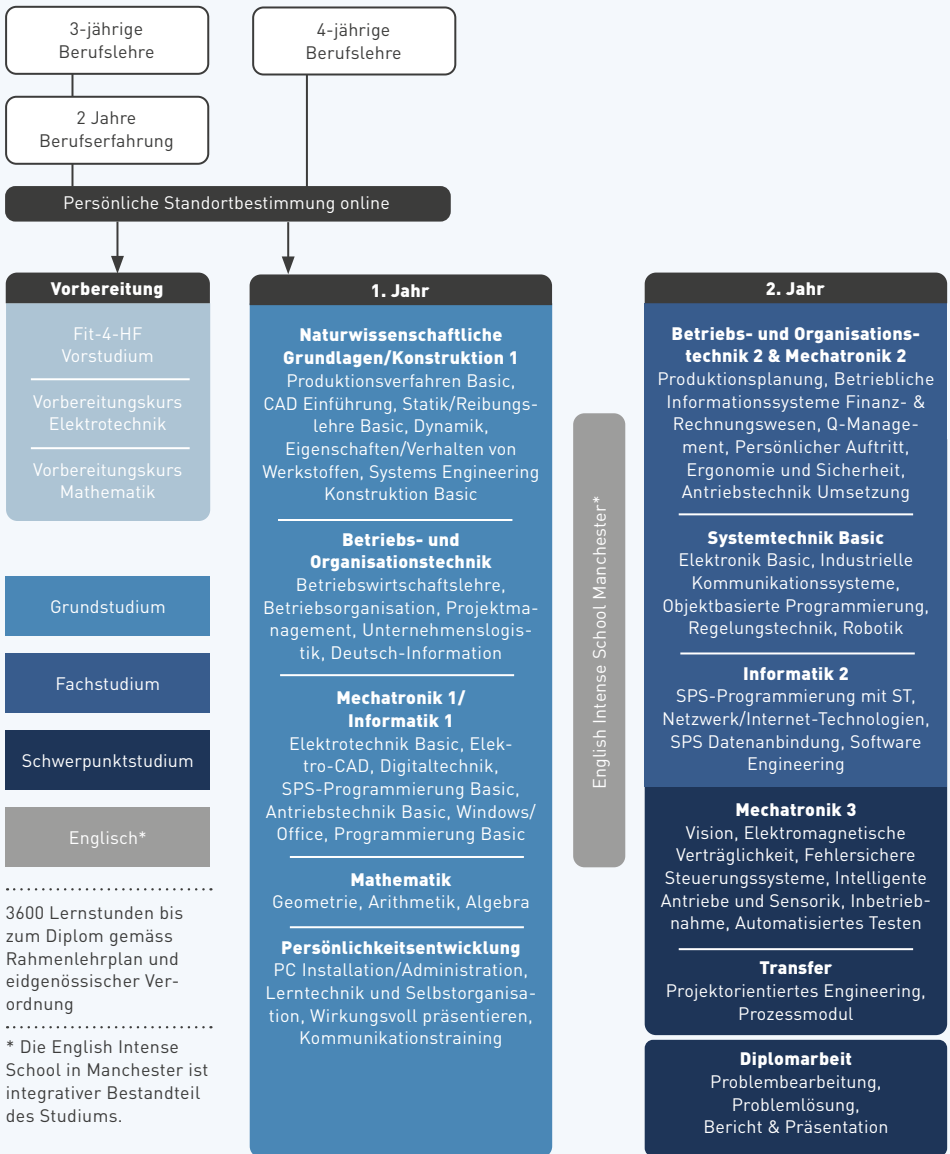 3-jährige
Berufslehre
4-jährige
Berufslehre
2 Jahre
Berufserfahrung
Persönliche Standortbestimmung online
Vorbereitung
Fit-4-HF
Vorstudium
Vorbereitungskurs
Elektrotechnik
Vorbereitungskurs
Mathematik
Grundstudium
Fachstudium
Schwerpunktstudium
Englisch*
3600 Lernstunden bis
zum Diplom gemäss
Rahmenlehrplan und
eidgenössischer Ver-
ordnung
* Die English Intense
School in Manchester ist
integrativer Bestandteil
des Studiums.
1. Jahr
Naturwissenschaftliche
Grundlagen/Konstruktion 1
Produktionsverfahren Basic,
CAD Einführung, Statik/Reibungs-
lehre Basic, Dynamik,
Eigenschaften/Verhalten von
Werkstoffen, Systems Engineering
Konstruktion Basic
Betriebs- und
Organisationstechnik
Betriebswirtschaftslehre,
Betriebsorganisation, Projektma-
nagement, Unternehmenslogis-
tik, Deutsch-Information
Mechatronik 1/
Informatik 1
Elektrotechnik Basic, Elek-
tro-CAD, Digitaltechnik,
SPS-Programmierung Basic,
Antriebstechnik Basic, Windows/
Office, Programmierung Basic
Mathematik
Geometrie, Arithmetik, Algebra
Persönlichkeitsentwicklung
PC Installation/Administration,
Lerntechnik und Selbstorganisa-
tion, Wirkungsvoll präsentieren,
Kommunikationstraining
English Intense School Manchester*
2. Jahr
Betriebs- und Organisations-
technik 2 & Mechatronik 2
Produktionsplanung, Betriebliche
Informationssysteme Finanz- &
Rechnungswesen, Q-Manage-
ment, Persönlicher Auftritt,
Ergonomie und Sicherheit,
Antriebstechnik Umsetzung
Systemtechnik Basic
Elektronik Basic, Industrielle
Kommunikationssysteme,
Objektbasierte Programmierung,
Regelungstechnik, Robotik
Informatik 2
SPS-Programmierung mit ST,
Netzwerk/Internet-Technologien,
SPS Datenanbindung, Software
Engineering
Mechatronik 3
Vision, Elektromagnetische
Verträglichkeit, Fehlersichere
Steuerungssysteme, Intelligente
Antriebe und Sensorik, Inbetrieb-
nahme, Automatisiertes Testen
Transfer
Projektorientiertes Engineering,
Prozessmodul
Diplomarbeit
Problembearbeitung,
Problemlösung,
Bericht & Präsentation